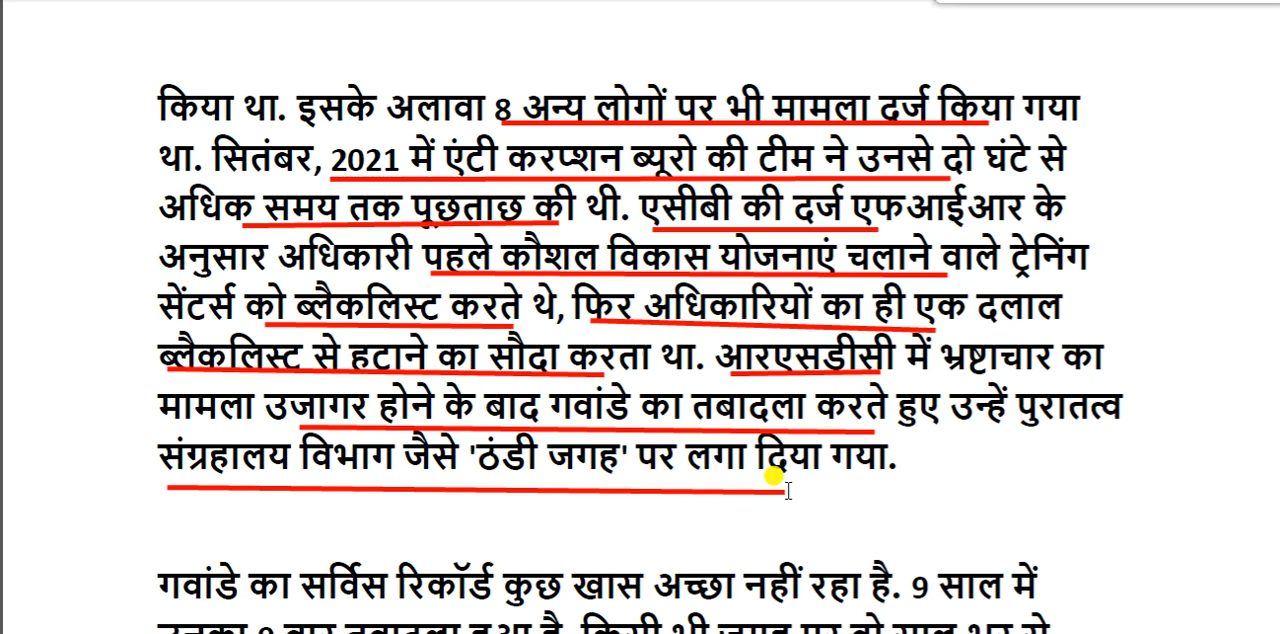 किया था. इसके अलावा 8 अन्य लोगों पर भी मामला दर्ज किया गया
था. सितंबर, 2021 में एंटी करप्शन ब्यूरो की टीम ने उनसे दो घंटे से
अधिक समय तक पूछताछ की थी. एसीबी की दर्ज एफआईआर के
अनुसार अधिकारी पहले कौशल विकास योजनाएं चलाने वाले ट्रेनिंग
सेंटर्स को ब्लैकलिस्ट करते थे, फिर अधिकारियों का ही एक दलाल
ब्लैकलिस्ट से हटाने का सौदा करता था. आरएसडीसी में भ्रष्टाचार का
मामला उजागर होने के बाद गवांडे का तबादला करते हुए उन्हें पुरातत्व
संग्रहालय विभाग जैसे 'ठंडी जगह' पर लगा दिया गया.
गवांडे का सर्विस रिकॉर्ड कुछ खास अच्छा नहीं रहा है. 9 साल में